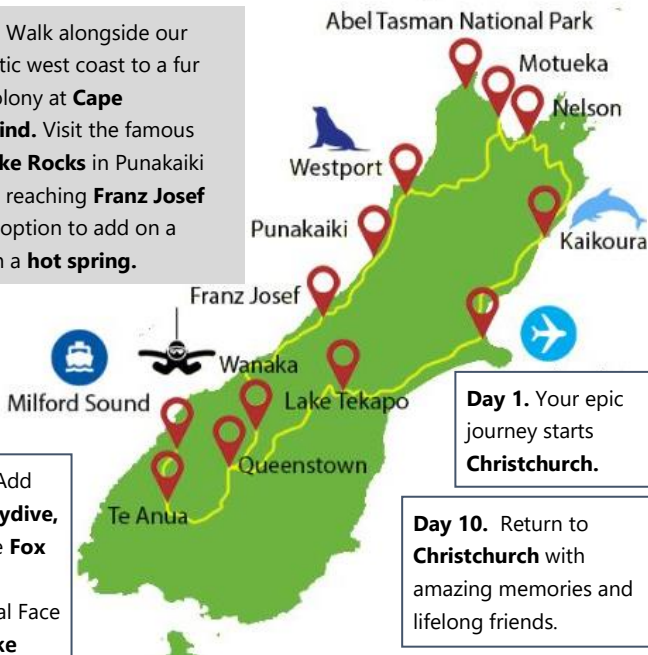 Walk alongside our
tic west coast to a fur
olony at Cape
ind. Visit the famous
ke Rocks in Punakaiki
reaching Franz Josef
option to add on a
n a hot spring.
Abel Tasman National Park
Motueka
Nelson
Westport
Punakaiki
Kaikoura
Franz Josef
Wanaka
Milford Sound
Lake Tekapo
Queenstown
Te Anua
Day 1. Your epic
journey starts
Christchurch.
Add
ydive,
e Fox
al Face
ke
Day 10. Return to
Christchurch with
amazing memories and
lifelong friends.